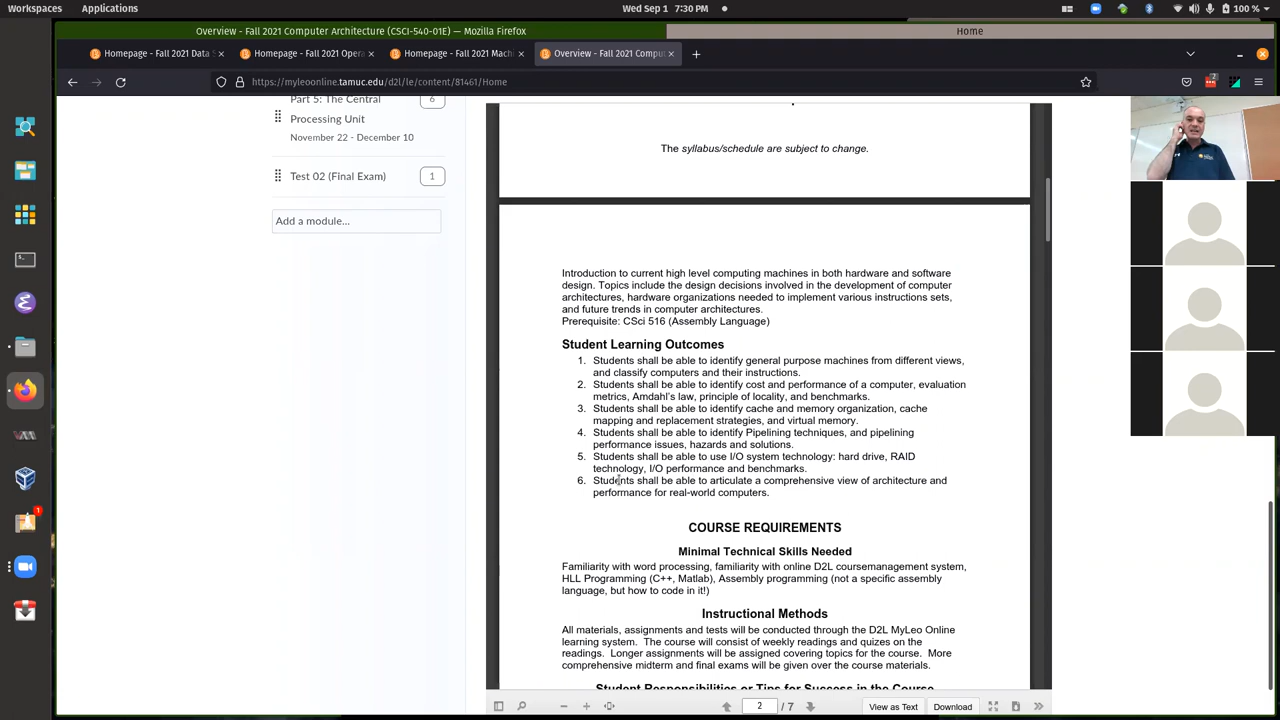 Workspaces Applications Wed Sep 1 7:30 PM 100 %
Overview - Fall 2021 Computer Architecture (CSCI-540-01E) — Mozilla Firefox Home
Homepage - Fall 2021 Data S Homepage - Fall 2021 Opera Homepage - Fall 2021 Machi Overview - Fall 2021 Compu
https://myleoonline.tamuc.edu/d2l/le/content/81461/Home
Part 5: The Central 6
Processing Unit
November 22 - December 10
Test 02 (Final Exam) 1
Add a module...
The syllabus/schedule are subject to change.
Introduction to current high level computing machines in both hardware and software
design. Topics include the design decisions involved in the development of computer
architectures, hardware organizations needed to implement various instructions sets,
and future trends in computer architectures.
Prerequisite: CSci 516 (Assembly Language)
Student Learning Outcomes
1. Students shall be able to identify general purpose machines from different views,
and classify computers and their instructions.
2. Students shall be able to identify cost and performance of a computer, evaluation
metrics, Amdahl's law, principle of locality, and benchmarks.
3. Students shall be able to identify cache and memory organization, cache
mapping and replacement strategies, and virtual memory.
4. Students shall be able to identify Pipelining techniques, and pipelining
performance issues, hazards and solutions.
5. Students shall be able to use I/O system technology: hard drive, RAID
technology, I/O performance and benchmarks.
6. Students shall be able to articulate a comprehensive view of architecture and
performance for real-world computers.
COURSE REQUIREMENTS
Minimal Technical Skills Needed
Familiarity with word processing, familiarity with online D2L coursemanagement system,
HLL Programming (C++, Matlab), Assembly programming (not a specific assembly
language, but how to code in it!)
Instructional Methods
All materials, assignments and tests will be conducted through the D2L MyLeo Online
learning system. The course will consist of weekly readings and quizes on the
readings. Longer assignments will be assigned covering topics for the course. More
comprehensive midterm and final exams will be given over the course materials.
Student Responsibilities or Tips for Success in the Course
2 / 7 View as Text Download